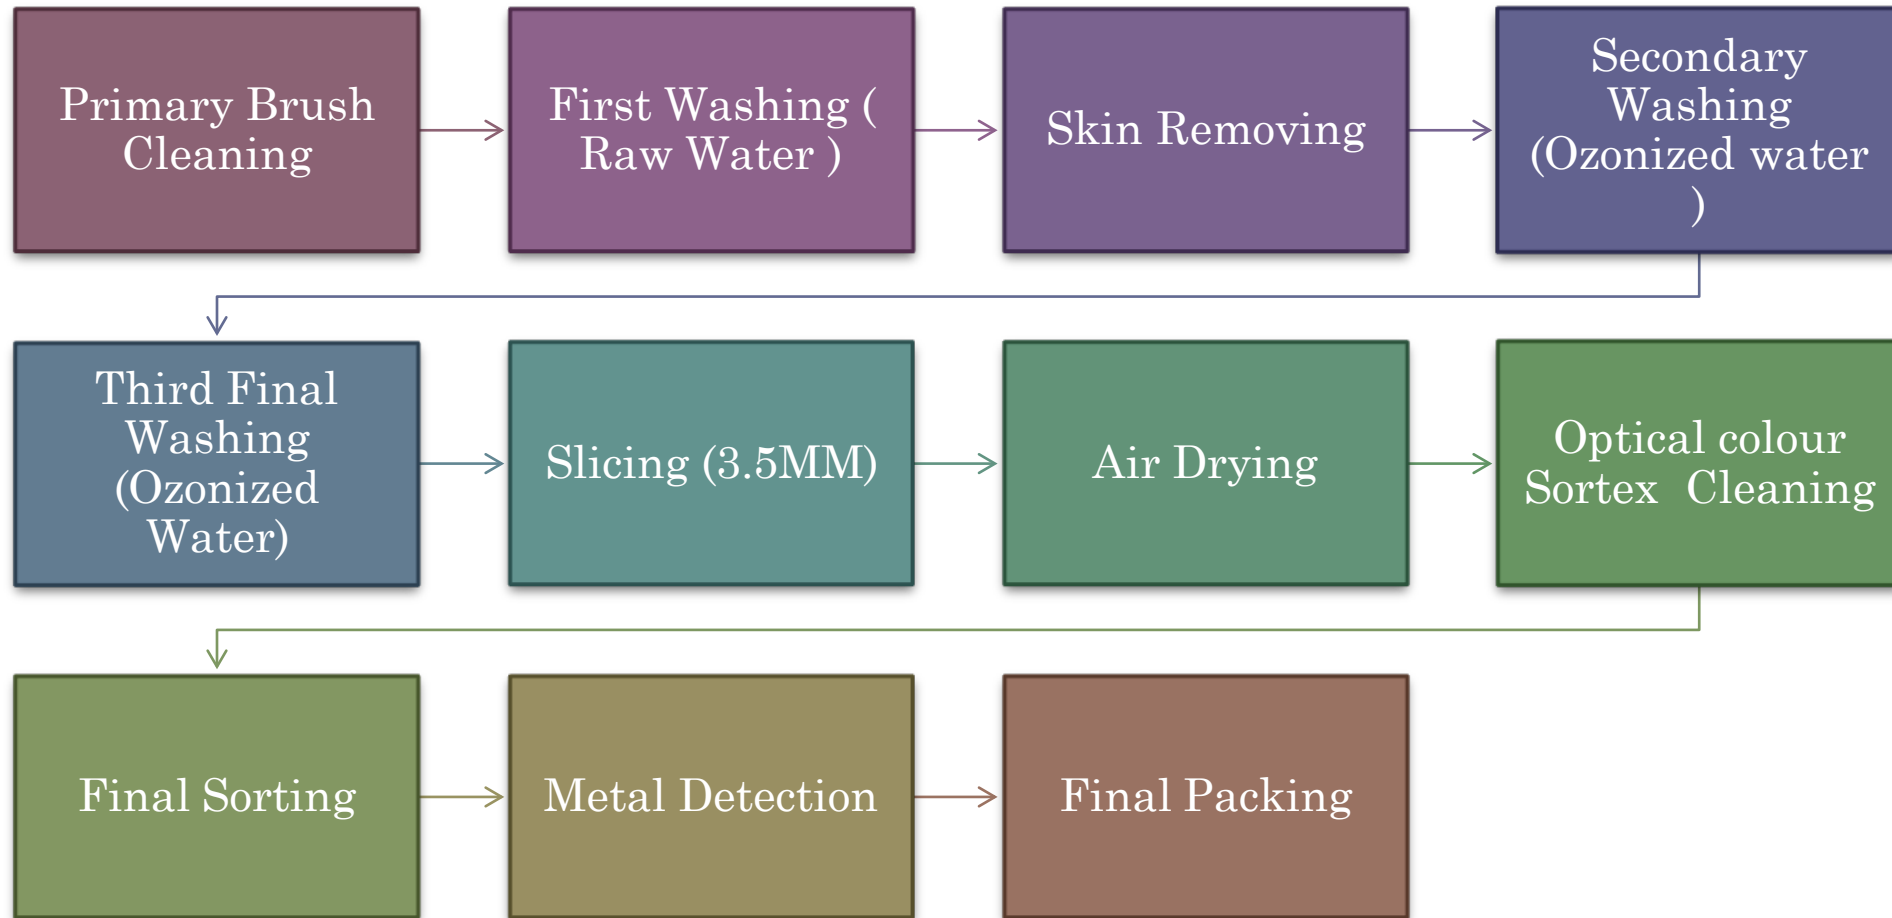 Primary Brush
Cleaning
First Washing (
Raw Water )
Skin Removing
Secondary
Washing
(Ozonized water
)
Third Final
Washing
(Ozonized
Water)
Slicing (3.5MM)
Air Drying
Optical colour
Sortex  Cleaning
Final Sorting
Metal Detection
Final Packing